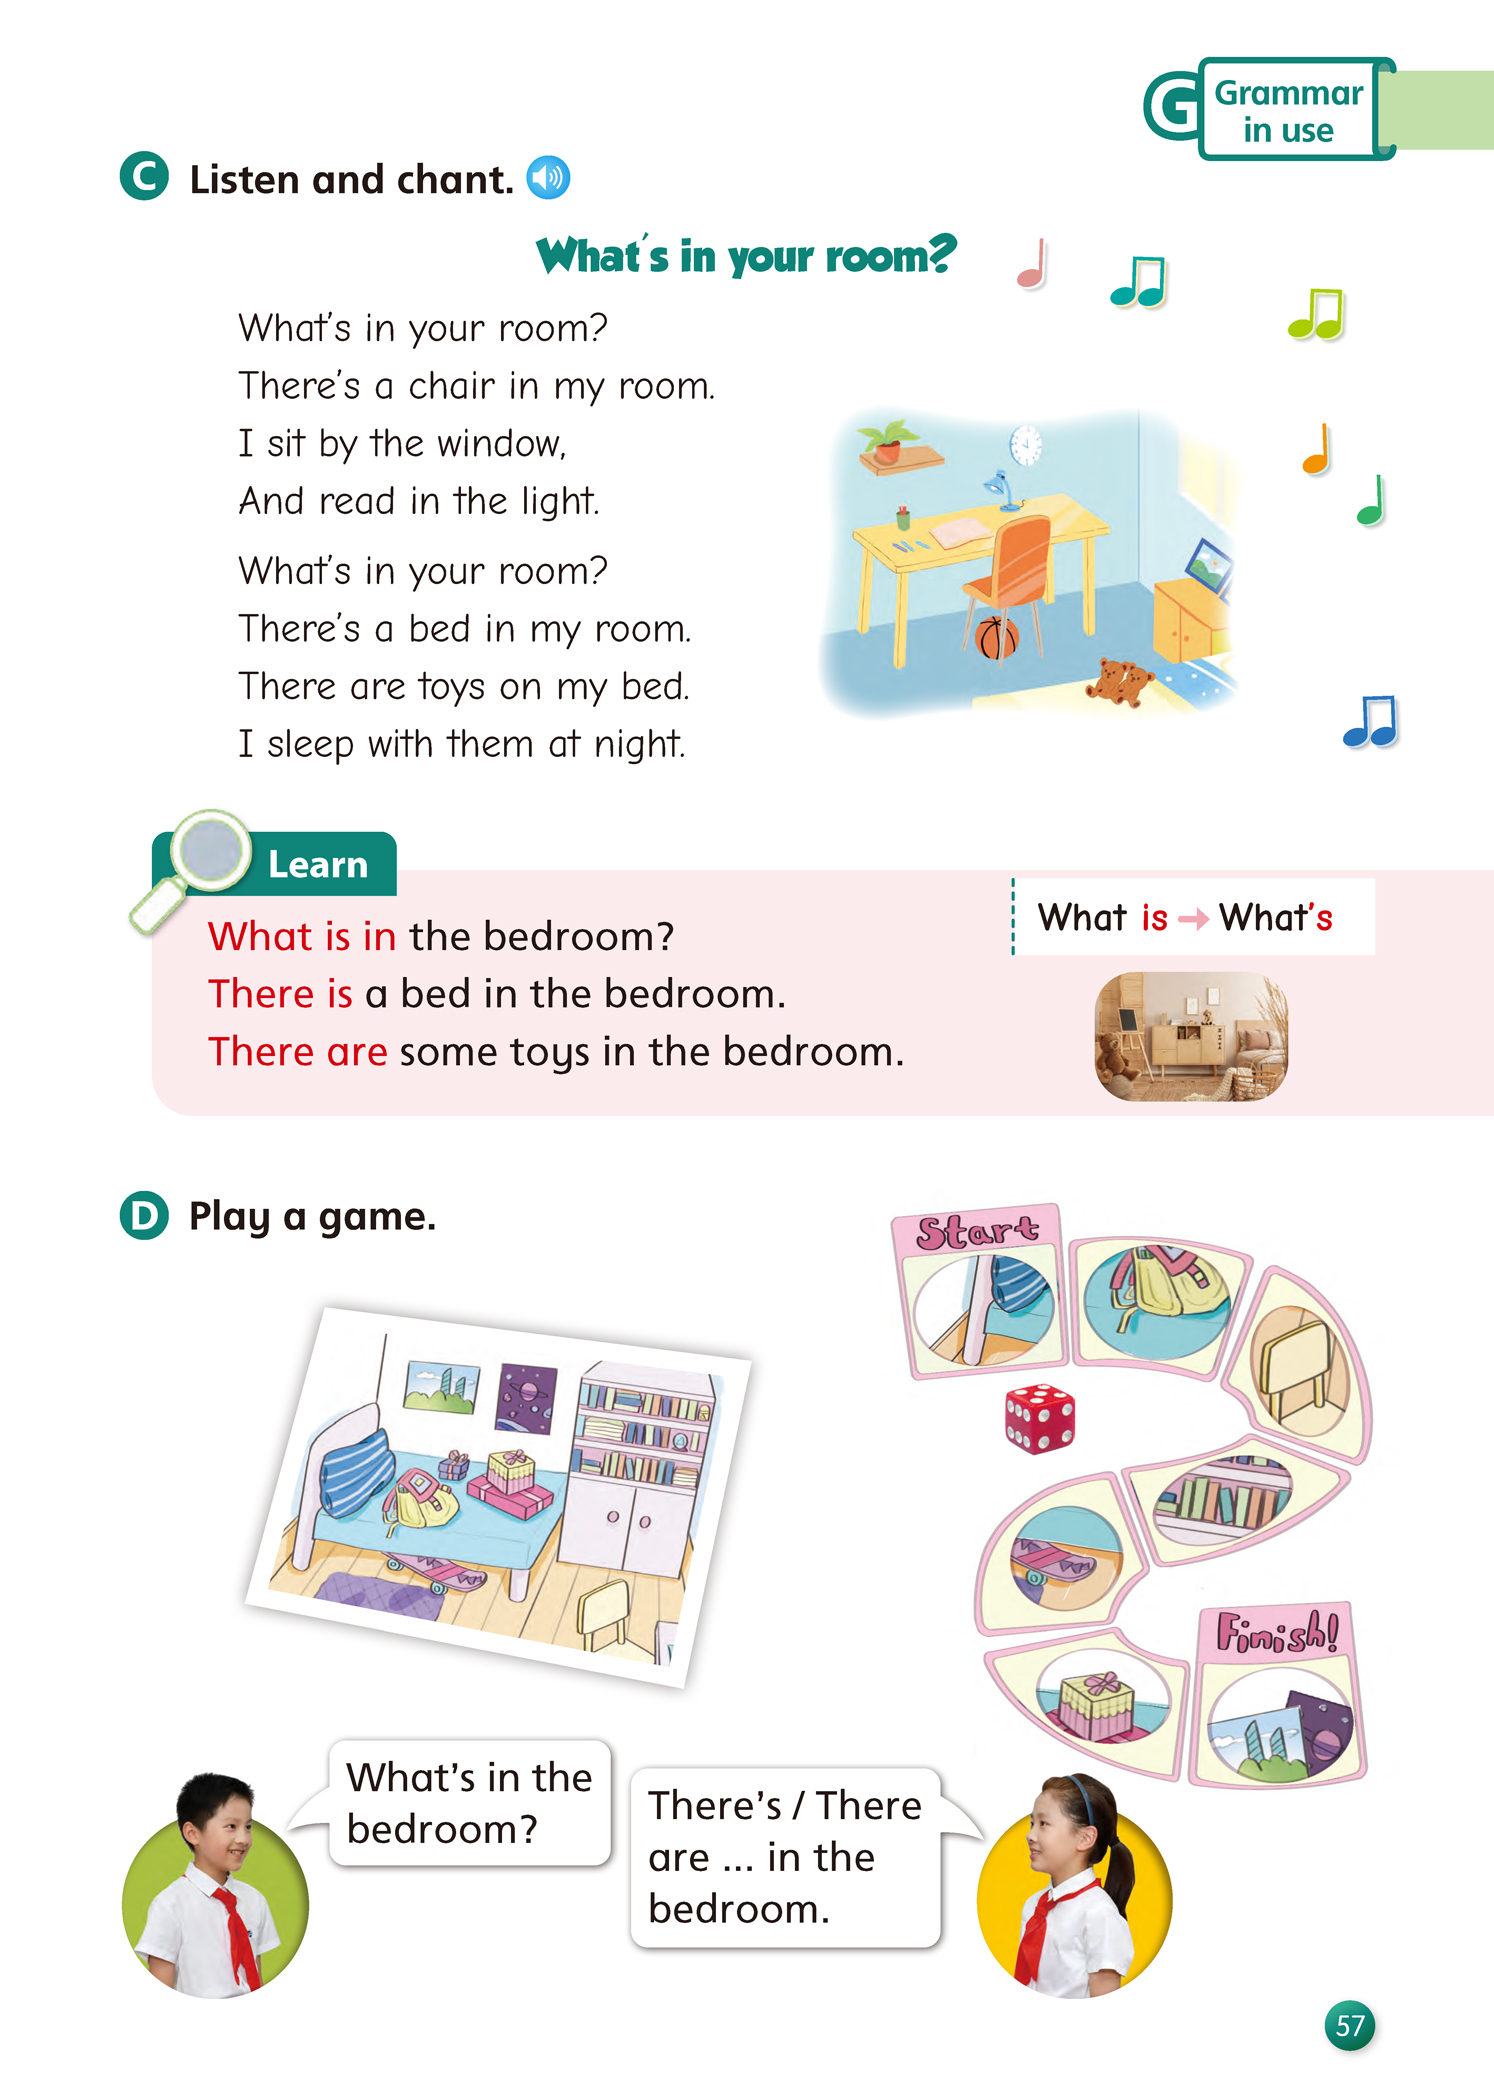 Grammar
in use
C Listen and chant.
What's in your room?
What's in your room?
There's a chair in my room.
I sit by the window,
And read in the light.
What's in your room?
There's a bed in my room.
There are toys on my bed.
I sleep with them at night.
Learn
What is in the bedroom?
There is a bed in the bedroom.
There are some toys in the bedroom.
What is → What's
D Play a game.
Start
Finish!
What's in the
bedroom?
There's / There
are ... in the
bedroom.
57